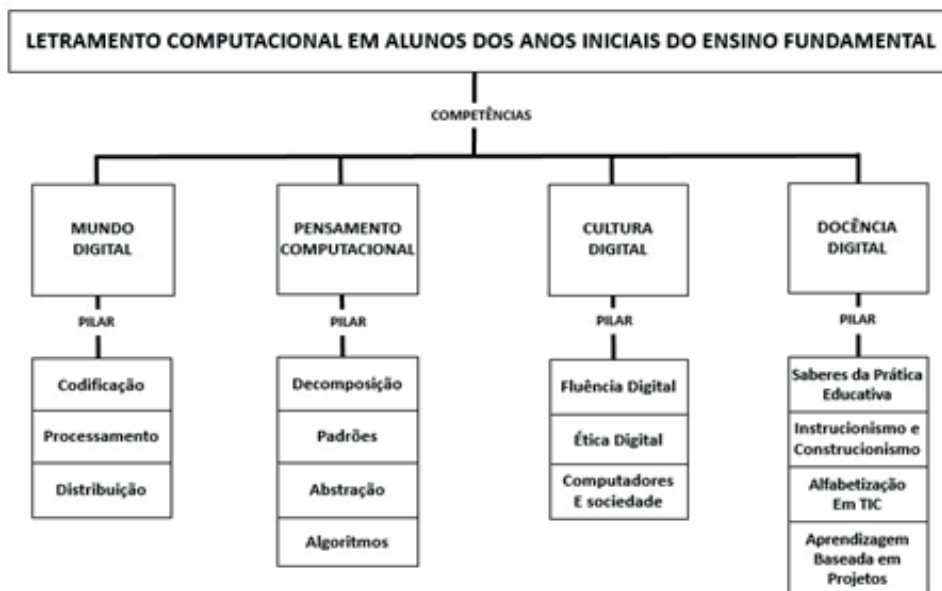 LETRAMENTO COMPUTACIONAL EM ALUNOS DOS ANOS INICIAIS DO ENSINO FUNDAMENTAL
COMPETÊNCIAS
MUNDO
DIGITAL
PILAR
Codificação
Processamento
Distribuição
PENSAMENTO
COMPUTACIONAL
PILAR
Decomposição
Padrões
Abstração
Algoritmos
CULTURA
DIGITAL
PILAR
Fluência Digital
Ética Digital
Computadores
E sociedade
DOCÊNCIA
DIGITAL
PILAR
Saberes da Prática
Educativa
Instrucionismo e
Construcionismo
Alfabetização
Em TIC
Aprendizagem
Baseada em
Projetos